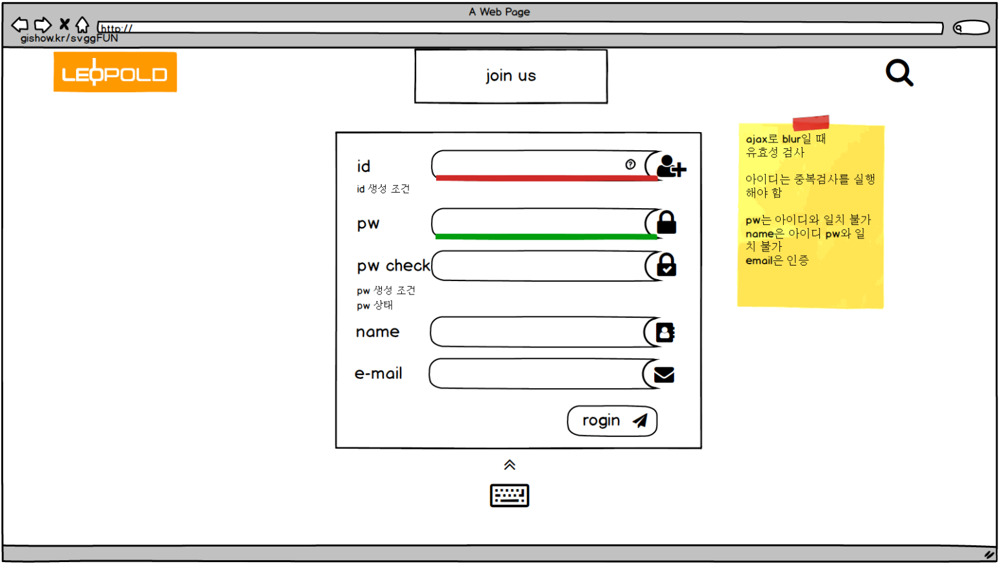 A Web Page
http://
gishow.kr/svggFUN
LEOPOLD
join us
id
id 생성 조건
pw
pw check
pw 생성 조건
pw 상태
name
e-mail
rogin
ajax로 blur일 때
유효성 검사
아이디는 중복검사를 실행
해야 함
pw는 아이디와 일치 불가
name은 아이디 pw와 일
치 불가
email은 인증